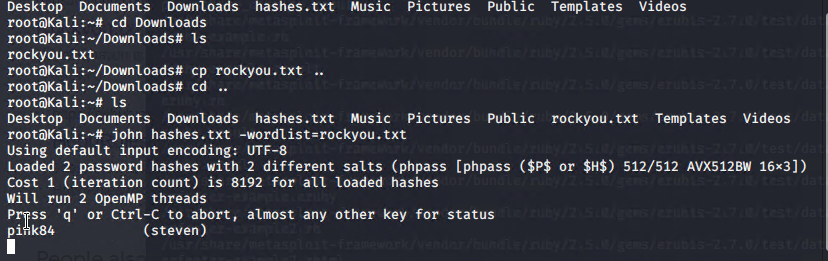 Desktop Documents Downloads hashes.txt Music Pictures Public Templates Videos
root@Kali:~# cd Downloads
root@Kali:~/Downloads# ls
rockyou.txt
root@Kali:~/Downloads# cp rockyou.txt ..
root@Kali:~/Downloads# cd ..
root@Kali:~# ls
Desktop Documents Downloads hashes.txt Music Pictures Public rockyou.txt Templates Videos
root@Kali:~# john hashes.txt -wordlist=rockyou.txt
Using default input encoding: UTF-8
Loaded 2 password hashes with 2 different salts (phpass [phpass ($P$ or $H$) 512/512 AVX512BW 16×3])
Cost 1 (iteration count) is 8192 for all loaded hashes
Will run 2 OpenMP threads
Press 'q' or Ctrl-C to abort, almost any other key for status
pink84 (steven)